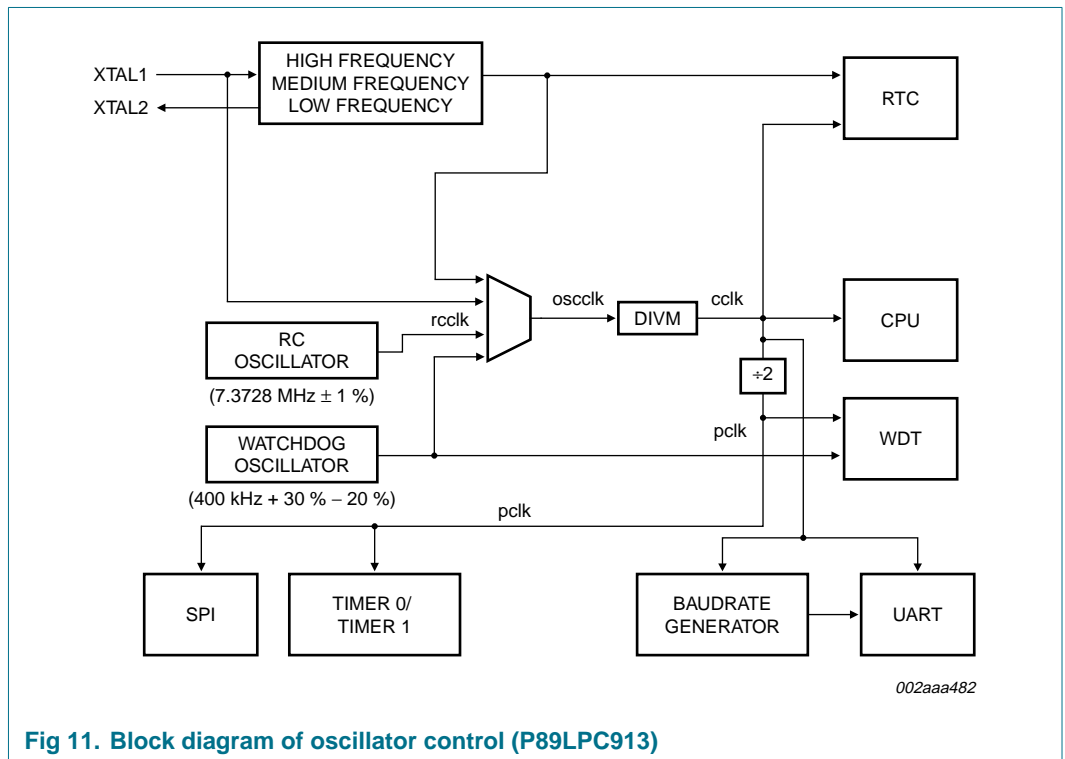 XTAL1
XTAL2
HIGH FREQUENCY
MEDIUM FREQUENCY
LOW FREQUENCY
RTC
oscclk
cclk
rcclk
DIVM
CPU
RC
OSCILLATOR
(7.3728 MHz ± 1 %)
÷2
pclk
WDT
WATCHDOG
OSCILLATOR
(400 kHz + 30 % − 20 %)
pclk
SPI
TIMER 0/
TIMER 1
BAUDRATE
GENERATOR
UART
002aaa482
Fig 11. Block diagram of oscillator control (P89LPC913)